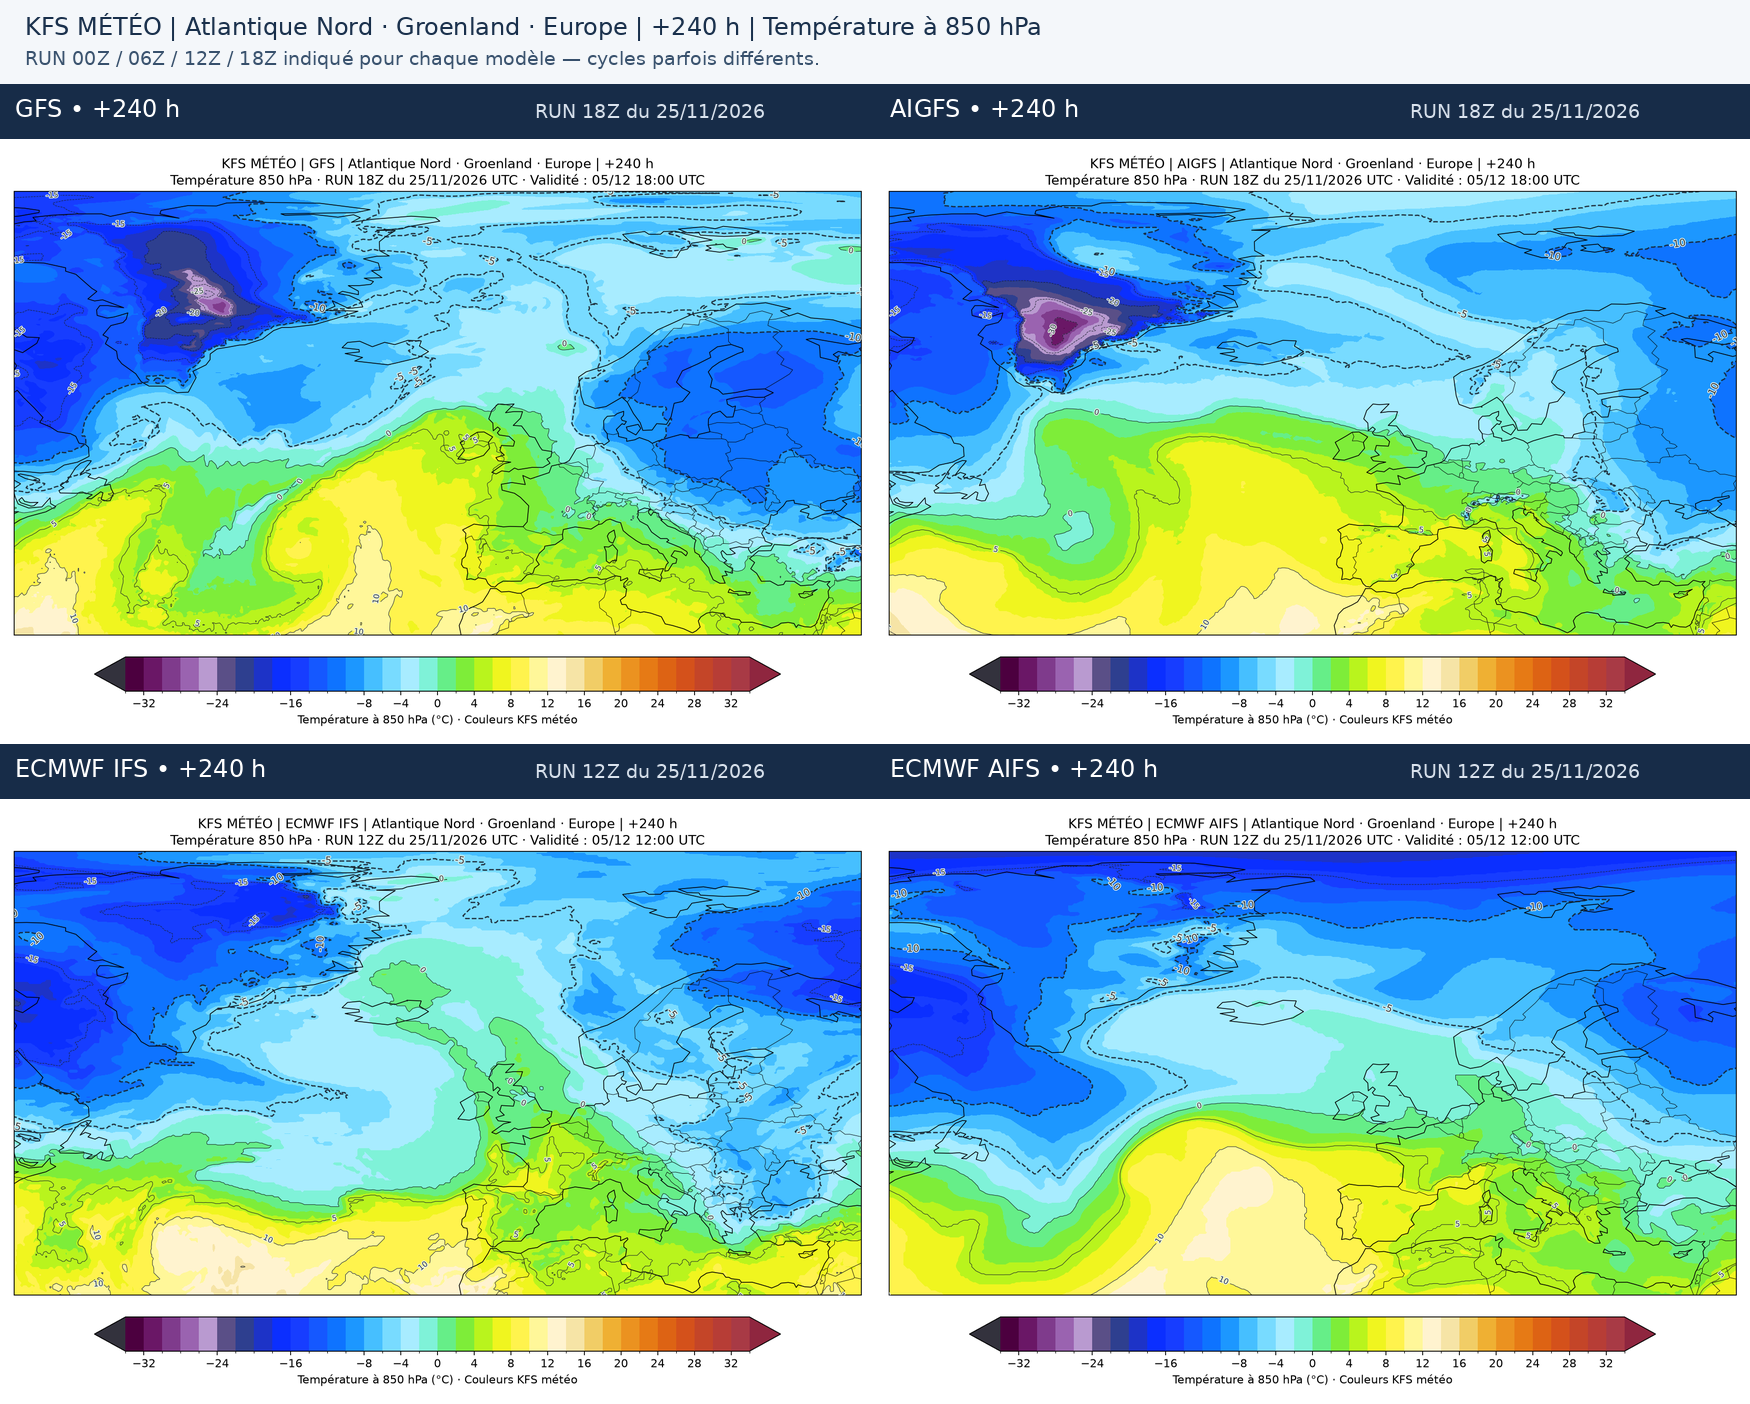 KFS MÉTÉO | Atlantique Nord · Groenland · Europe | +240 h | Température à 850 hPa
RUN 00Z / 06Z / 12Z / 18Z indiqué pour chaque modèle — cycles parfois différents.
GFS • +240 h
RUN 18Z du 25/11/2026
AIGFS • +240 h
RUN 18Z du 25/11/2026
KFS MÉTÉO | GFS | Atlantique Nord · Groenland · Europe | +240 h
Température 850 hPa · RUN 18Z du 25/11/2026 UTC · Validité : 05/12 18:00 UTC
KFS MÉTÉO | AIGFS | Atlantique Nord · Groenland · Europe | +240 h
Température 850 hPa · RUN 18Z du 25/11/2026 UTC · Validité : 05/12 18:00 UTC
−32 −24 −16 −8 −4 0 4 8 12 16 20 24 28 32
Température à 850 hPa (°C) · Couleurs KFS météo
−32 −24 −16 −8 −4 0 4 8 12 16 20 24 28 32
Température à 850 hPa (°C) · Couleurs KFS météo
ECMWF IFS • +240 h
RUN 12Z du 25/11/2026
ECMWF AIFS • +240 h
RUN 12Z du 25/11/2026
KFS MÉTÉO | ECMWF IFS | Atlantique Nord · Groenland · Europe | +240 h
Température 850 hPa · RUN 12Z du 25/11/2026 UTC · Validité : 05/12 12:00 UTC
KFS MÉTÉO | ECMWF AIFS | Atlantique Nord · Groenland · Europe | +240 h
Température 850 hPa · RUN 12Z du 25/11/2026 UTC · Validité : 05/12 12:00 UTC
−32 −24 −16 −8 −4 0 4 8 12 16 20 24 28 32
Température à 850 hPa (°C) · Couleurs KFS météo
−32 −24 −16 −8 −4 0 4 8 12 16 20 24 28 32
Température à 850 hPa (°C) · Couleurs KFS météo